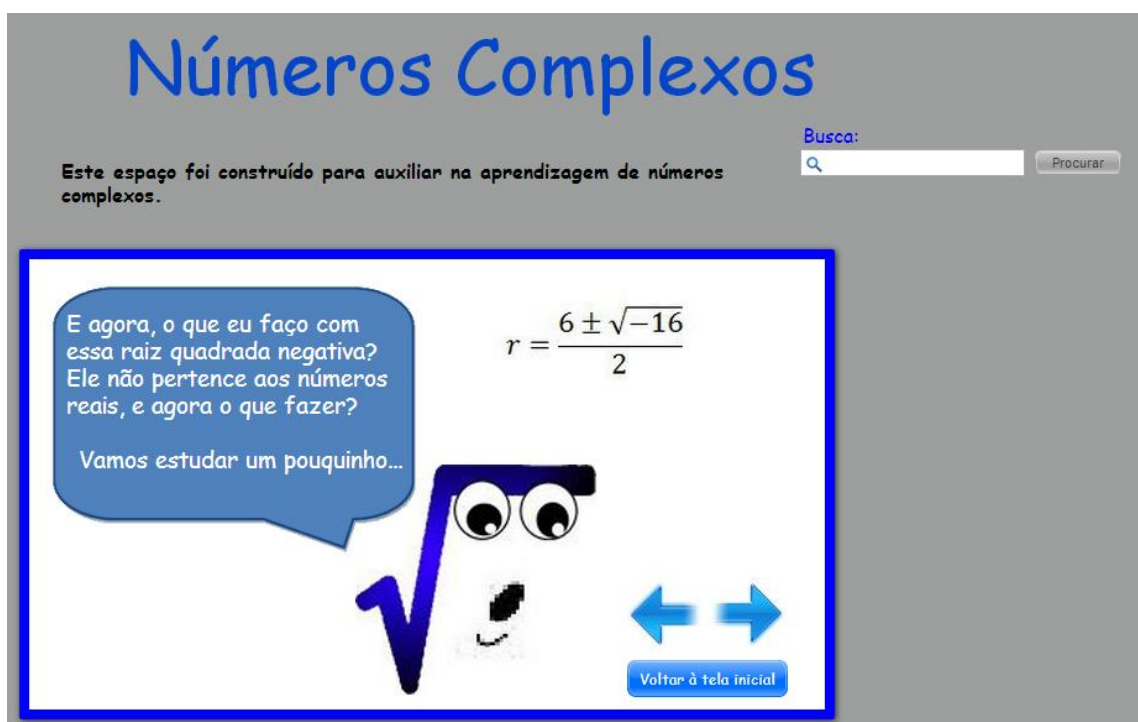 Números Complexos
Busca:
Procurar
Este espaço foi construído para auxiliar na aprendizagem de números
complexos.
E agora, o que eu faço com
essa raiz quadrada negativa?
Ele não pertence aos números
reais, e agora o que fazer?
Vamos estudar um pouquinho...
r = (6 ± √−16) / 2
Voltar à tela inicial